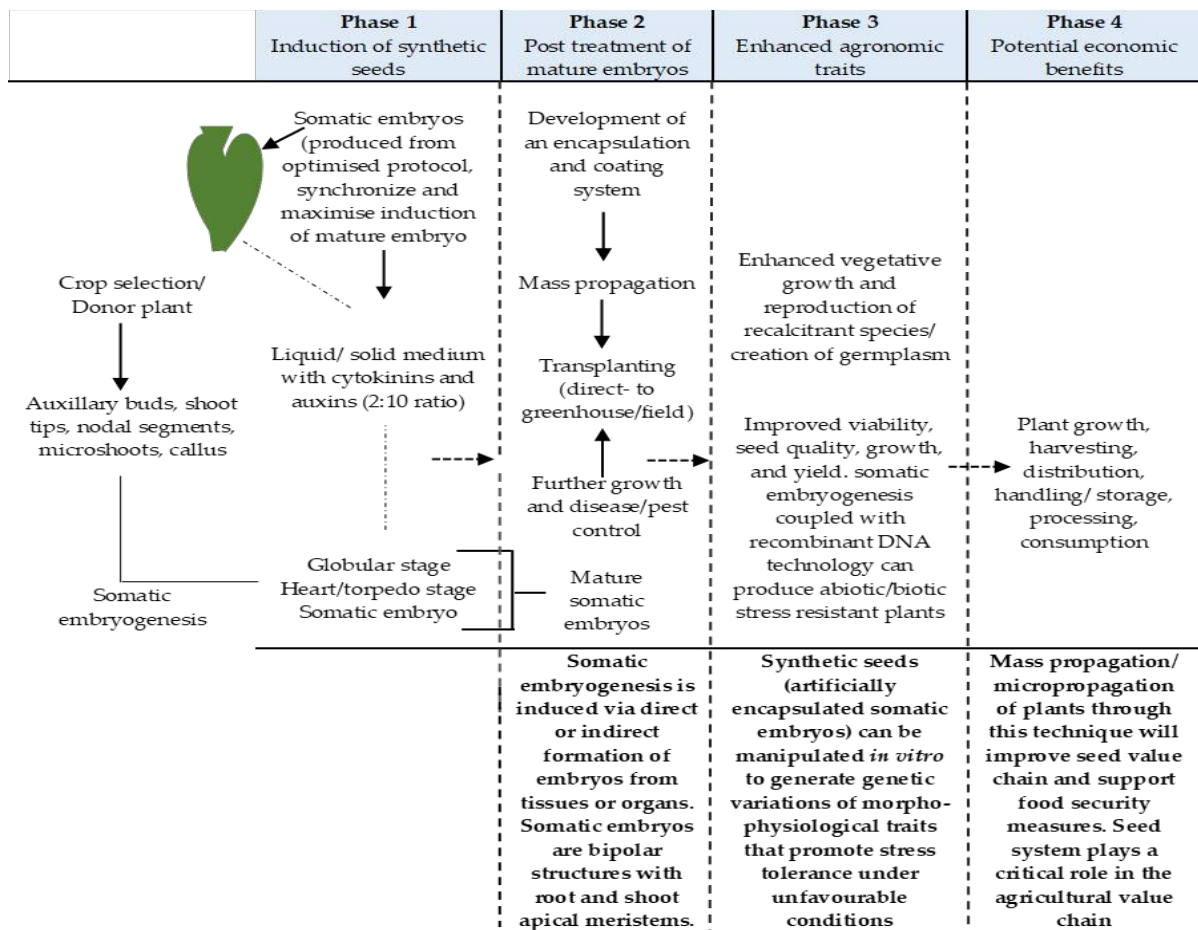 Phase 1
Induction of synthetic
seeds
Phase 2
Post treatment of
mature embryos
Phase 3
Enhanced agronomic
traits
Phase 4
Potential economic
benefits
Crop selection/
Donor plant
Auxillary buds, shoot
tips, nodal segments,
microshoots, callus
Somatic
embryogenesis
Somatic embryos
(produced from
optimised protocol,
synchronize and
maximise induction
of mature embryo
Liquid/ solid medium
with cytokinins and
auxins (2:10 ratio)
Globular stage
Heart/torpedo stage
Somatic embryo
Development of
an encapsulation
and coating
system
Mass propagation
Transplanting
(direct- to
greenhouse/field)
Further growth
and disease/pest
control
Mature
somatic
embryos
Enhanced vegetative
growth and
reproduction of
recalcitrant species/
creation of germplasm
Improved viability,
seed quality, growth,
and yield. somatic
embryogenesis
coupled with
recombinant DNA
technology can
produce abiotic/biotic
stress resistant plants
Plant growth,
harvesting,
distribution,
handling/ storage,
processing,
consumption
Somatic
embryogenesis is
induced via direct
or indirect
formation of
embryos from
tissues or organs.
Somatic embryos
are bipolar
structures with
root and shoot
apical meristems.
Synthetic seeds
(artificially
encapsulated somatic
embryos) can be
manipulated in vitro
to generate genetic
variations of morpho-
physiological traits
that promote stress
tolerance under
unfavourable
conditions
Mass propagation/
micropropagation
of plants through
this technique will
improve seed value
chain and support
food security
measures. Seed
system plays a
critical role in the
agricultural value
chain